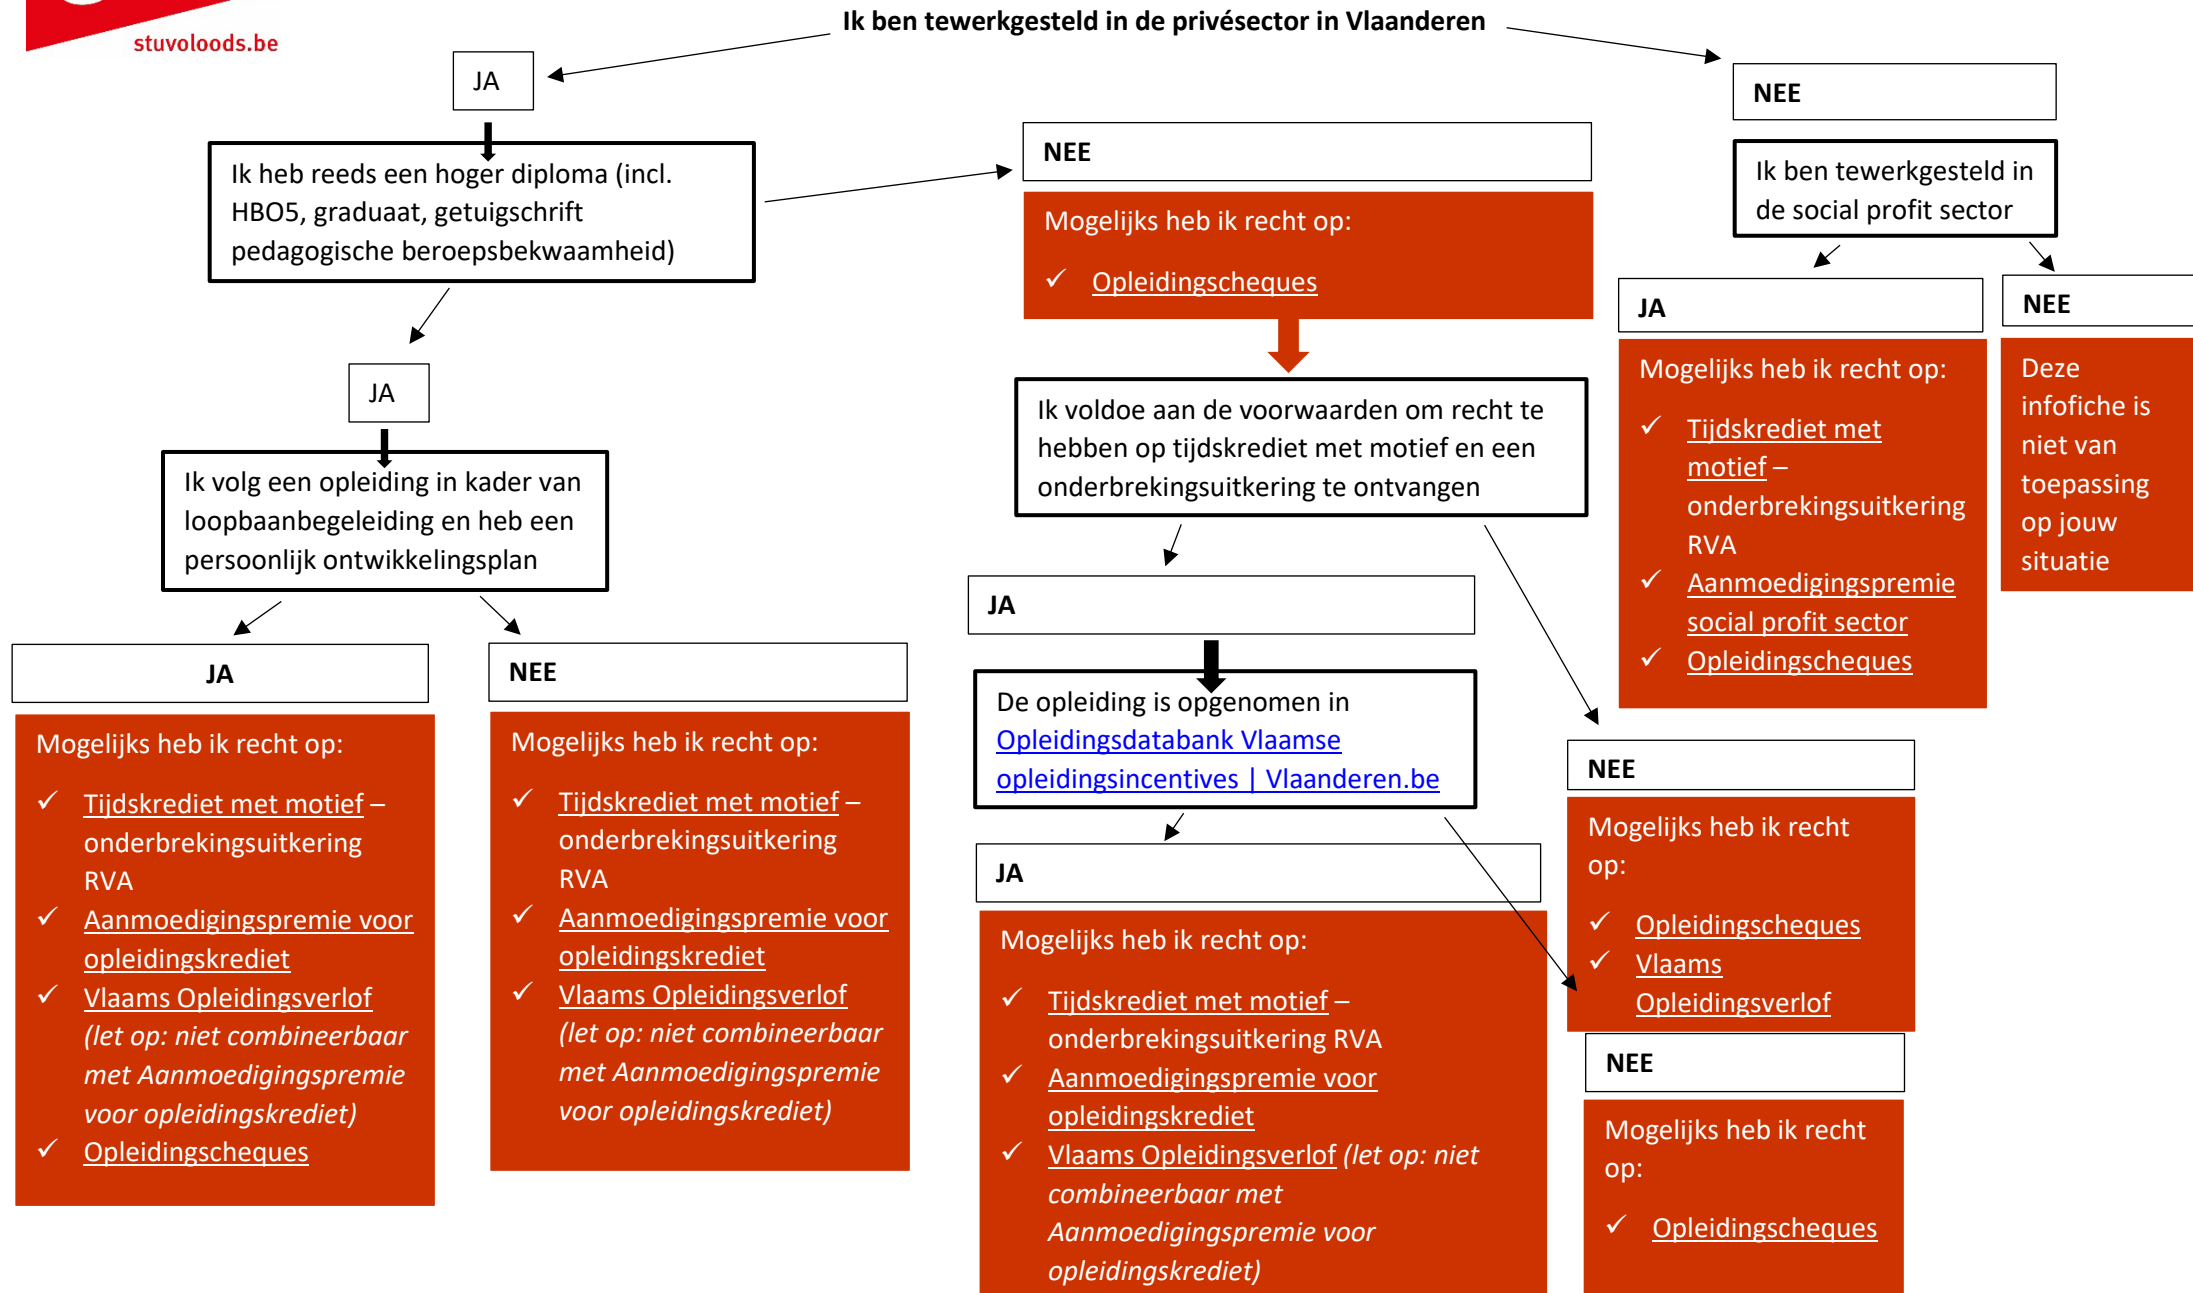 stuvoloods.be
Ik ben tewerkgesteld in de privésector in Vlaanderen
JA
Ik heb reeds een hoger diploma (incl.
HBO5, graduaat, getuigschrift
pedagogische beroepsbekwaamheid)
JA
Ik volg een opleiding in kader van
loopbaanbegeleiding en heb een
persoonlijk ontwikkelingsplan
JA
Mogelijks heb ik recht op:
✓ Tijdskrediet met motief –
onderbrekingsuitkering
RVA
✓ Aanmoedigingspremie voor
opleidingskrediet
✓ Vlaams Opleidingsverlof
(let op: niet combineerbaar
met Aanmoedigingspremie
voor opleidingskrediet)
✓ Opleidingscheques
NEE
Mogelijks heb ik recht op:
✓ Tijdskrediet met motief –
onderbrekingsuitkering
RVA
✓ Aanmoedigingspremie voor
opleidingskrediet
✓ Vlaams Opleidingsverlof
(let op: niet combineerbaar
met Aanmoedigingspremie
voor opleidingskrediet)
NEE
Mogelijks heb ik recht op:
✓ Opleidingscheques
Ik voldoe aan de voorwaarden om recht te
hebben op tijdskrediet met motief en een
onderbrekingsuitkering te ontvangen
JA
De opleiding is opgenomen in
Opleidingsdatabank Vlaamse
opleidingsincentives | Vlaanderen.be
JA
Mogelijks heb ik recht op:
✓ Tijdskrediet met motief –
onderbrekingsuitkering RVA
✓ Aanmoedigingspremie voor
opleidingskrediet
✓ Vlaams Opleidingsverlof (let op: niet
combineerbaar met
Aanmoedigingspremie voor
opleidingskrediet)
NEE
Mogelijks heb ik recht
op:
✓ Opleidingscheques
✓ Vlaams
Opleidingsverlof
NEE
Mogelijks heb ik recht
op:
✓ Opleidingscheques
NEE
Ik ben tewerkgesteld in
de social profit sector
JA
Mogelijks heb ik recht op:
✓ Tijdskrediet met
motief –
onderbrekingsuitkering
RVA
✓ Aanmoedigingspremie
social profit sector
✓ Opleidingscheques
NEE
Deze
infofiche is
niet van
toepassing
op jouw
situatie